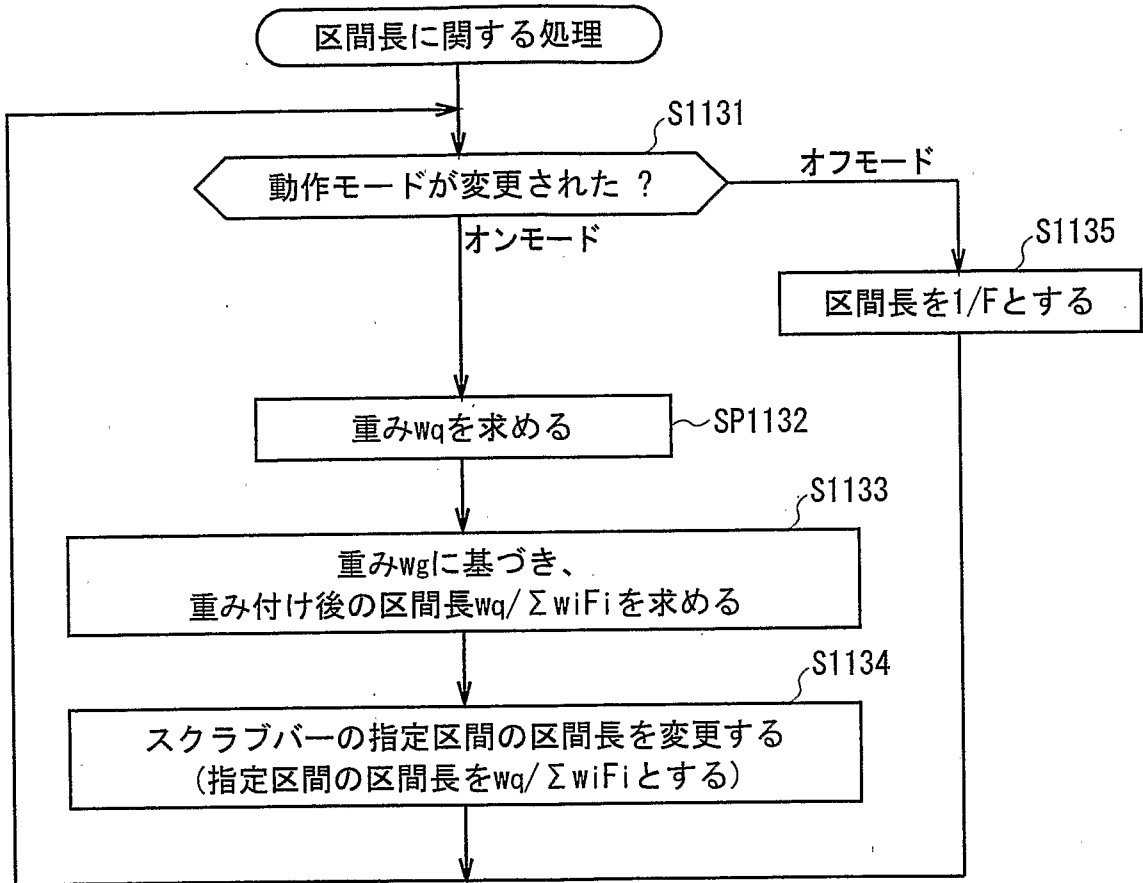 区間長に関する処理
S1131
動作モードが変更された ?
オフモード
オンモード
S1135
区間長を1/Fとする
重みwqを求める
SP1132
S1133
重みwgに基づき、
重み付け後の区間長wq/ΣwiFiを求める
S1134
スクラブバーの指定区間の区間長を変更する
(指定区間の区間長をwq/ΣwiFiとする)